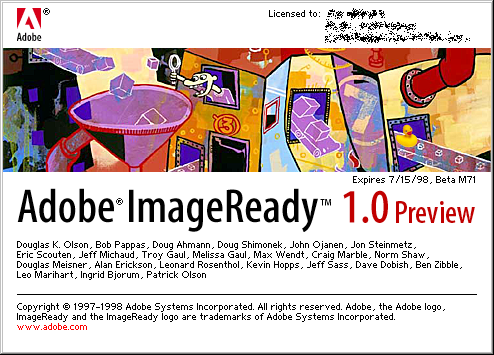 Adobe
Licensed to:
Expires 7/15/98, Beta M71
Adobe® ImageReady™ 1.0 Preview
Douglas K. Olson, Bob Pappas, Doug Ahmann, Doug Shimonek, John Ojanen, Jon Steinmetz,
Eric Scouten, Jeff Michaud, Troy Gaul, Melissa Gaul, Max Wendt, Craig Marble, Norm Shaw,
Douglas Meisner, Alan Erickson, Leonard Rosenthol, Kevin Hopps, Jeff Sass, Dave Dobish, Ben Zibble,
Leo Marihart, Ingrid Bjorum, Patrick Olson
Copyright © 1997-1998 Adobe Systems Incorporated. All rights reserved. Adobe, the Adobe logo,
ImageReady and the ImageReady logo are trademarks of Adobe Systems Incorporated.
www.adobe.com